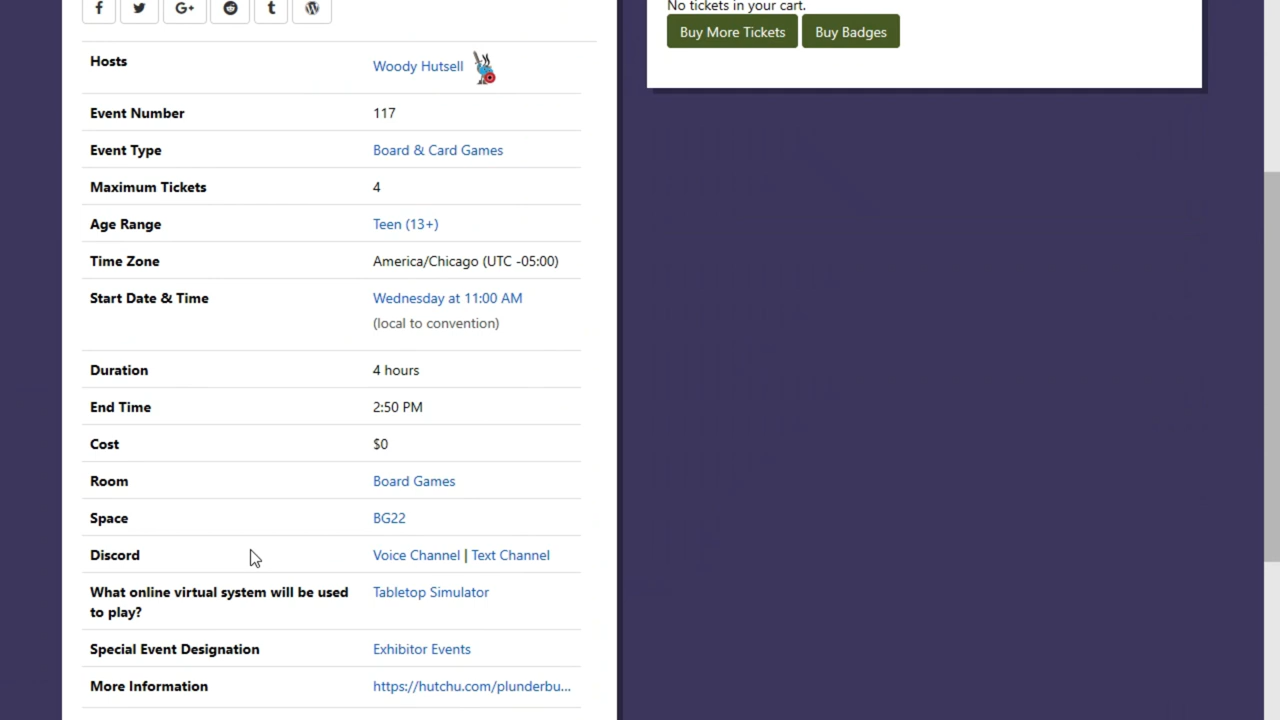 No tickets in your cart.
Buy More Tickets Buy Badges
Hosts Woody Hutsell
Event Number 117
Event Type Board & Card Games
Maximum Tickets 4
Age Range Teen (13+)
Time Zone America/Chicago (UTC -05:00)
Start Date & Time Wednesday at 11:00 AM
(local to convention)
Duration 4 hours
End Time 2:50 PM
Cost $0
Room Board Games
Space BG22
Discord Voice Channel | Text Channel
What online virtual system will be used Tabletop Simulator
to play?
Special Event Designation Exhibitor Events
More Information https://hutchu.com/plunderbu...